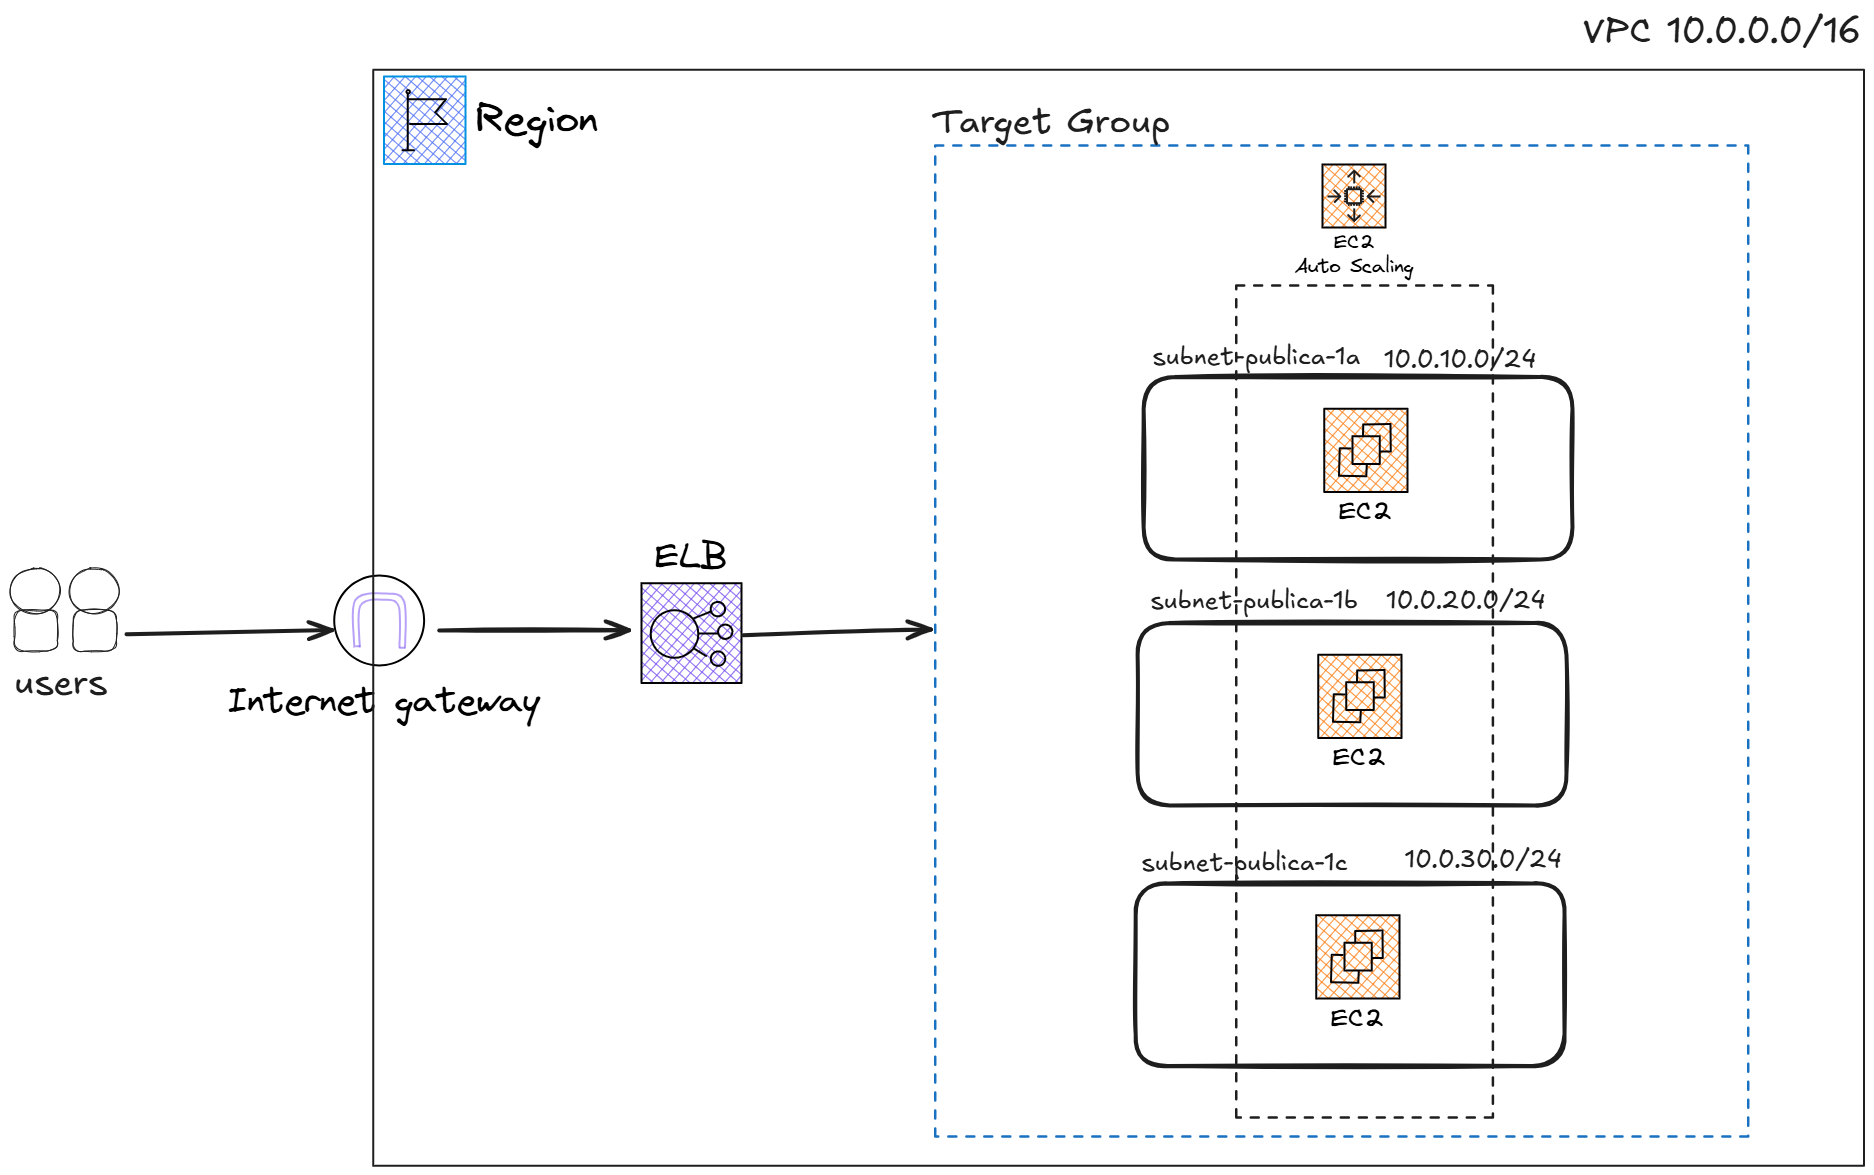 VPC 10.0.0.0/16
Region
Target Group
EC2
Auto Scaling
subnet-publica-1a 10.0.10.0/24
EC2
ELB
subnet-publica-1b 10.0.20.0/24
users
Internet gateway
EC2
subnet-publica-1c 10.0.30.0/24
EC2